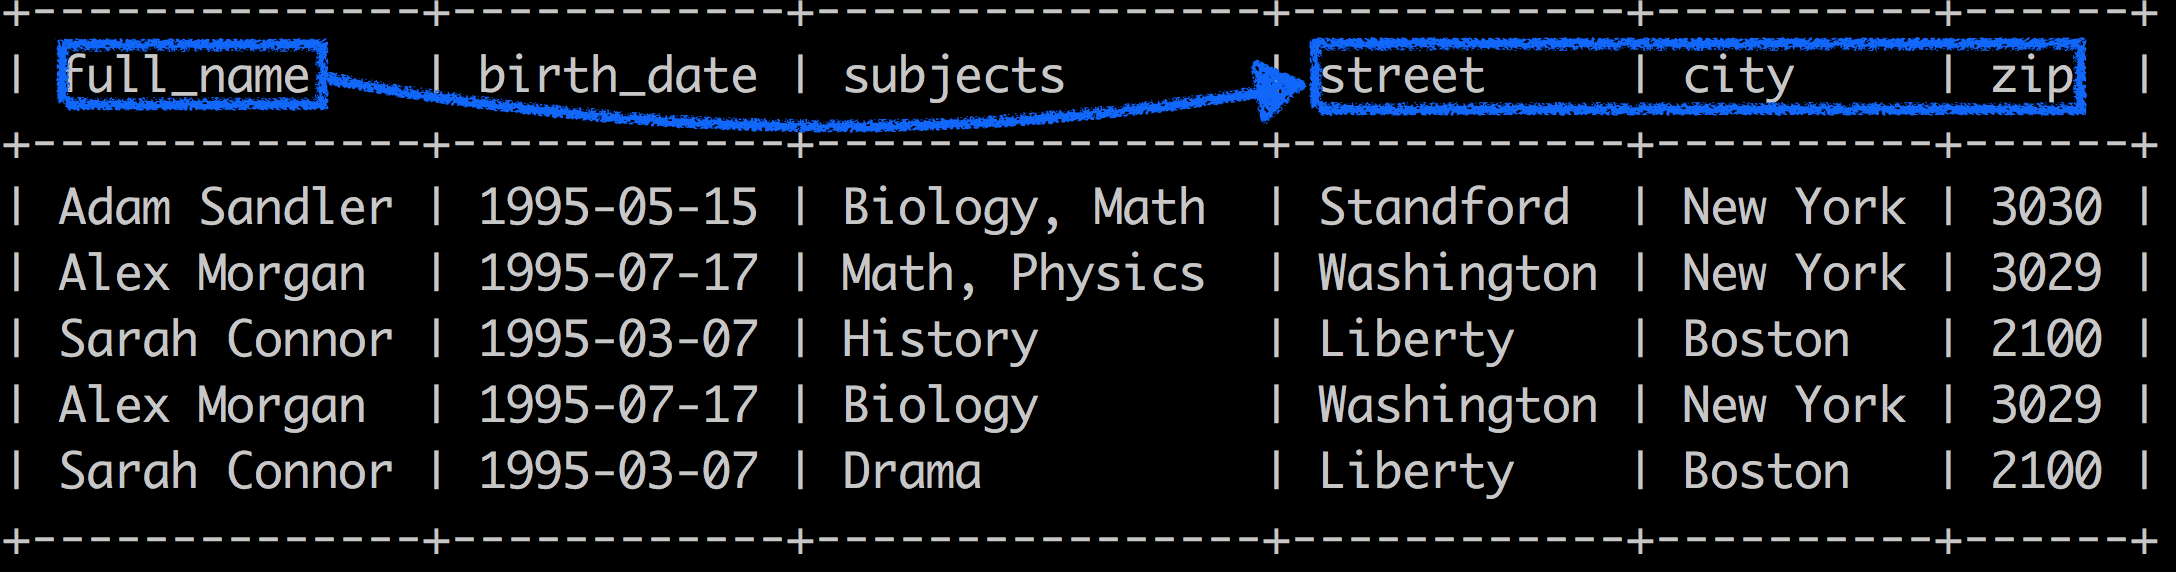 +--------------+------------+----------------+------------+-----------+------+
| full_name | birth_date | subjects | street | city | zip |
+--------------+------------+----------------+------------+-----------+------+
| Adam Sandler | 1995-05-15 | Biology, Math | Standford | New York | 3030 |
| Alex Morgan | 1995-07-17 | Math, Physics | Washington | New York | 3029 |
| Sarah Connor | 1995-03-07 | History | Liberty | Boston | 2100 |
| Alex Morgan | 1995-07-17 | Biology | Washington | New York | 3029 |
| Sarah Connor | 1995-03-07 | Drama | Liberty | Boston | 2100 |
+--------------+------------+----------------+------------+-----------+------+